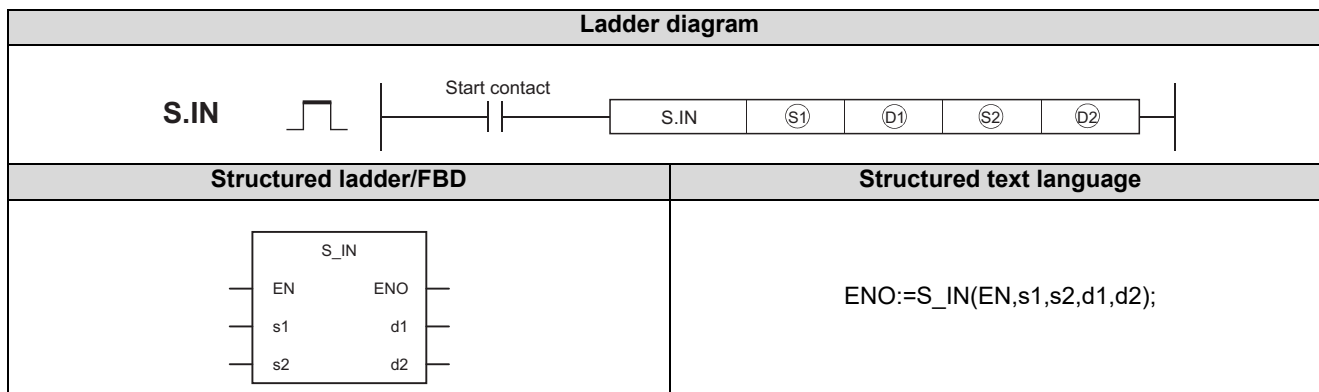 Ladder diagram
Start contact
S.IN S.IN S1 D1 S2 D2
Structured ladder/FBD Structured text language
S_IN
EN ENO
s1 d1
s2 d2
ENO:=S_IN(EN,s1,s2,d1,d2);